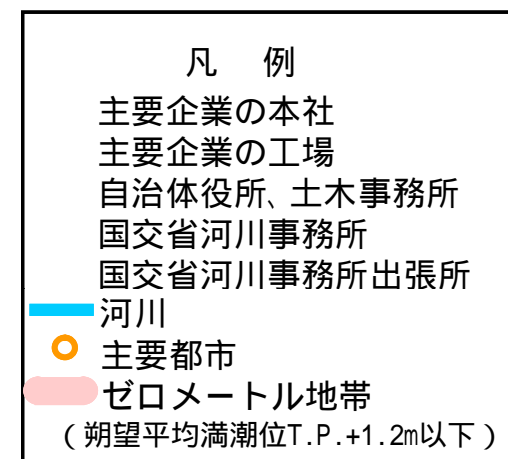 凡 例
主要企業の本社
主要企業の工場
自治体役所、土木事務所
国交省河川事務所
国交省河川事務所出張所
河川
主要都市
ゼロメートル地帯
(朔望平均満潮位T.P.+1.2m以下)